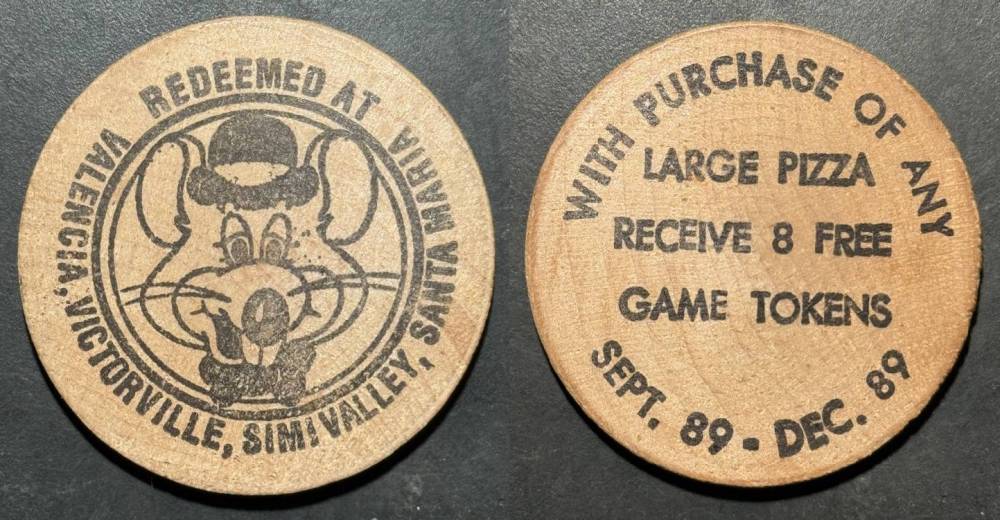 REDEEMED AT
VALENCIA, VICTORVILLE, SIMI VALLEY, SANTA MARIA
WITH PURCHASE OF ANY
LARGE PIZZA
RECEIVE 8 FREE
GAME TOKENS
SEPT. 89 - DEC. 89